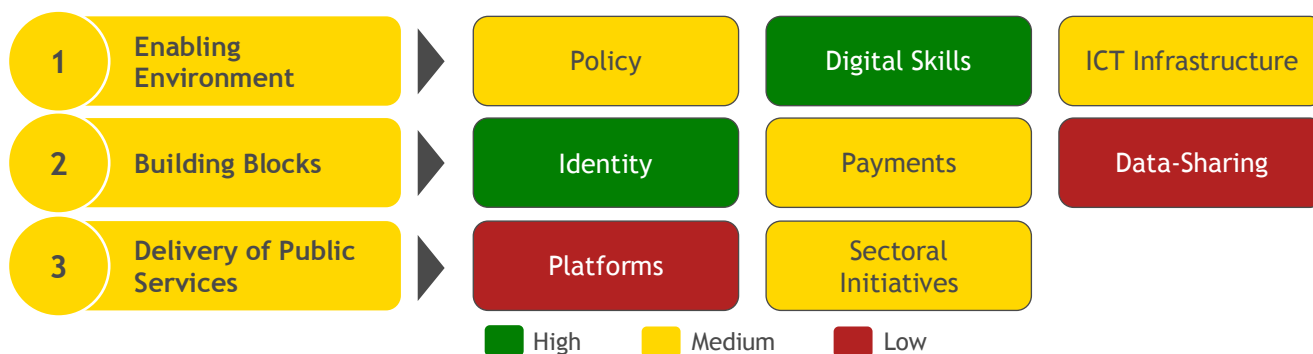 1
Enabling
Environment
Policy
Digital Skills
ICT Infrastructure
2
Building Blocks
Identity
Payments
Data-Sharing
3
Delivery of Public
Services
Platforms
Sectoral
Initiatives
High
Medium
Low